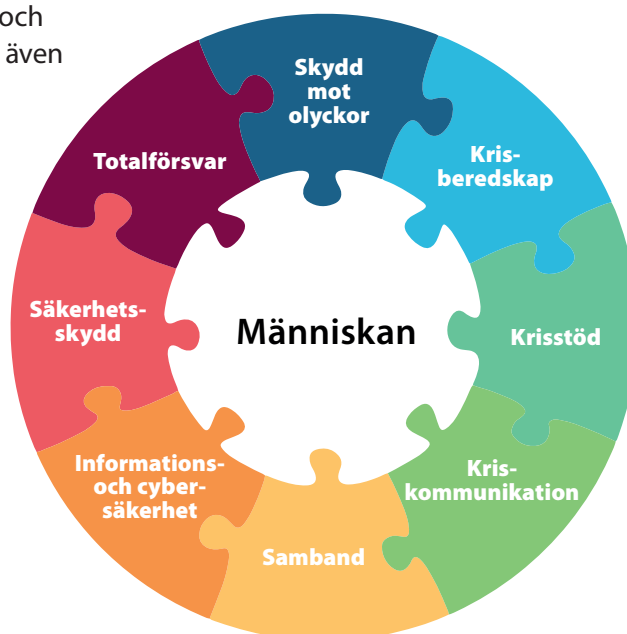 och
även
Skydd
mot
olyckor
Kris-
beredskap
Krisstöd
Kris-
kommunikation
Samband
Informations-
och cyber-
säkerhet
Säkerhets-
skydd
Totalförsvar
Människan